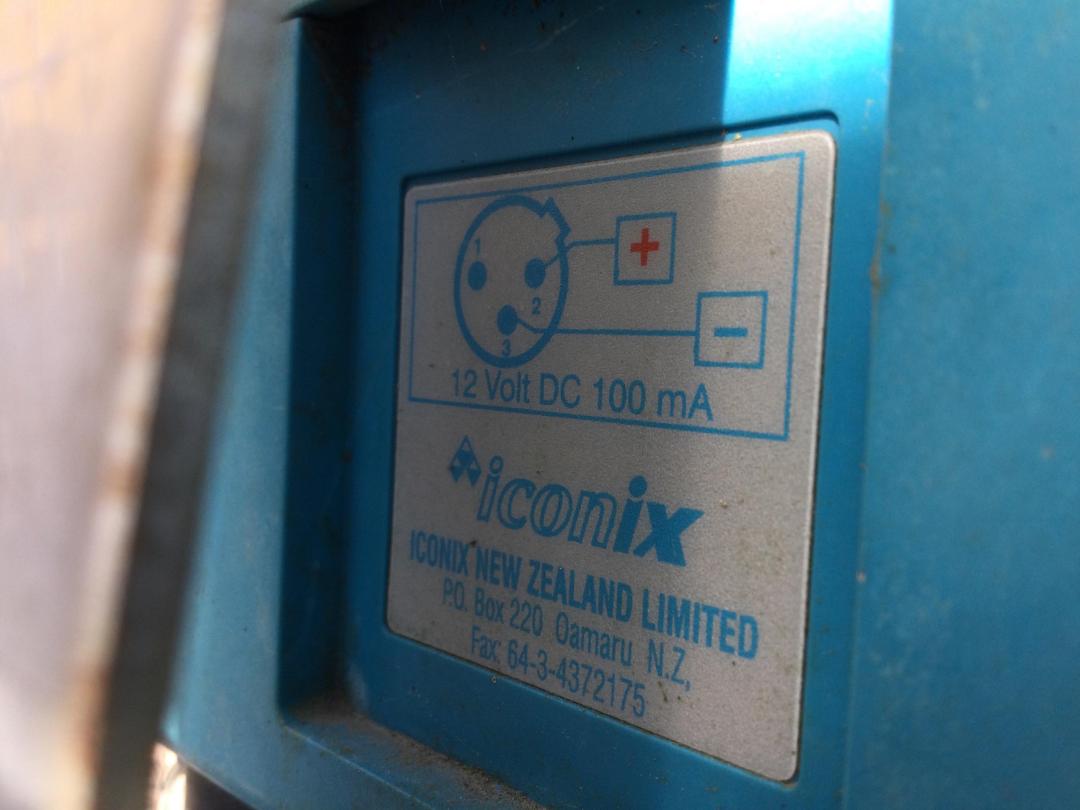 1
2
3
+
-
12 Volt DC 100 mA
iconix
ICONIX NEW ZEALAND LIMITED
P.O. Box 220 Oamaru N.Z,
Fax: 64-3-4372175